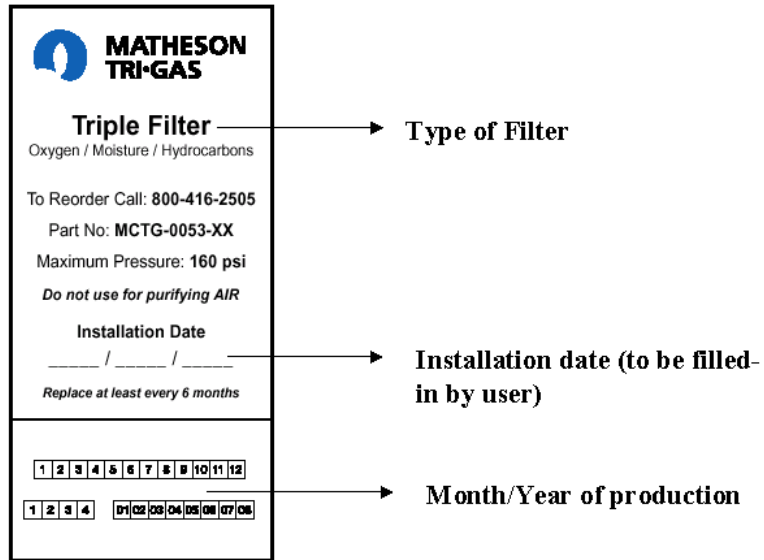 MATHESON
TRI•GAS
Triple Filter
Type of Filter
Oxygen / Moisture / Hydrocarbons
To Reorder Call: 800-416-2505
Part No: MCTG-0053-XX
Maximum Pressure: 160 psi
Do not use for purifying AIR
Installation Date
_____ / _____ / _____
Installation date (to be filled-
in by user)
Replace at least every 6 months
1 2 3 4 5 6 7 8 9 10 11 12
Month/Year of production
1 2 3 4 01 02 03 04 05 06 07 08